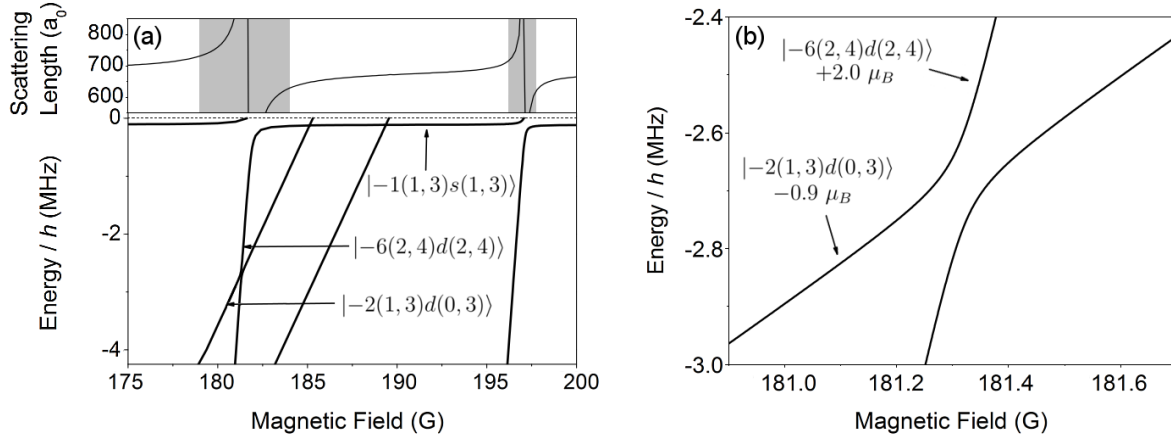 (a)
Scattering
Length (a₀)
800
700
600
0
-2
-4
Energy / h (MHz)
|−1(1,3)s(1,3)⟩
|−6(2,4)d(2,4)⟩
|−2(1,3)d(0,3)⟩
175 180 185 190 195 200
Magnetic Field (G)
(b)
-2.4
-2.6
-2.8
-3.0
Energy / h (MHz)
|−6(2,4)d(2,4)⟩
+2.0 μ_B
|−2(1,3)d(0,3)⟩
−0.9 μ_B
181.0 181.2 181.4 181.6
Magnetic Field (G)